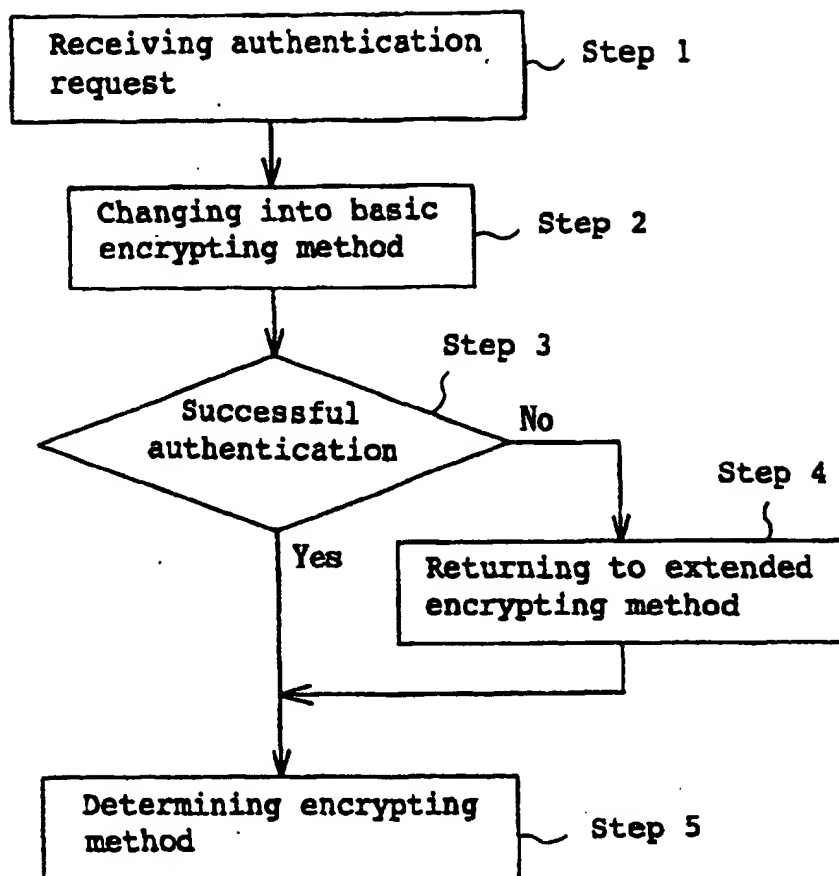 Receiving authentication
request
Step 1
Changing into basic
encrypting method
Step 2
Step 3
Successful
authentication
No
Yes
Step 4
Returning to extended
encrypting method
Determining encrypting
method
Step 5